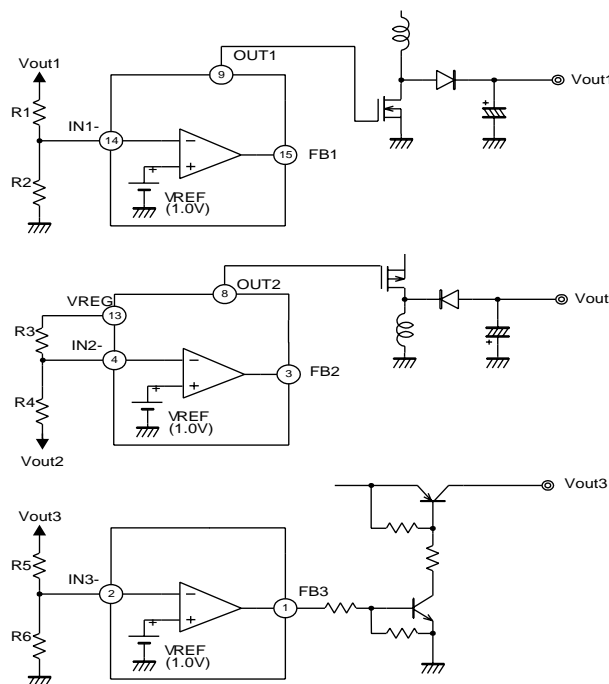 OUT1
Vout1
9
Vout1
R1
IN1-
14
15
FB1
R2
VREF
(1.0V)
OUT2
VREG
8
13
Vout
R3
IN2-
4
3
FB2
R4
VREF
(1.0V)
Vout2
Vout3
Vout3
R5
IN3-
FB3
2
1
R6
VREF
(1.0V)